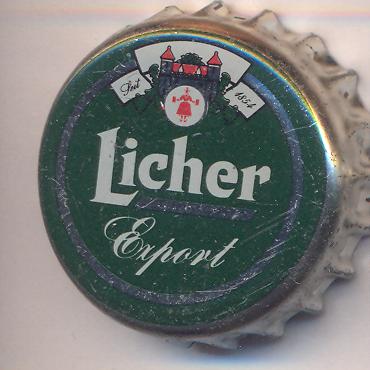 Seit 1854
Licher
Export